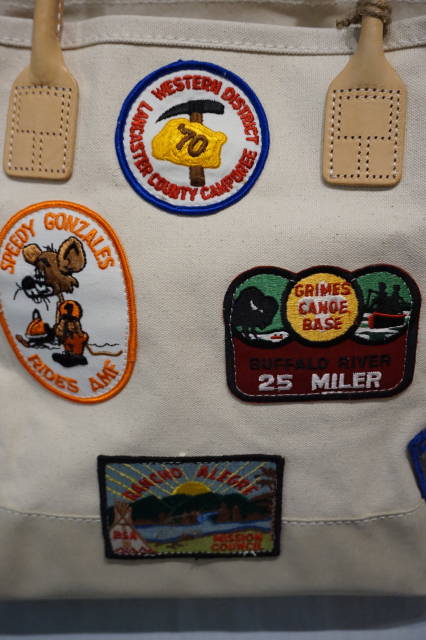 WESTERN DISTRICT
70
LANCASTER COUNTY CAMPOREE
SPEEDY GONZALES
RIDES AMF
GRIMES
CANOE
BASE
BUFFALO RIVER
25 MILER
RANCHO ALEGRE
BSA
MISSION
COUNCIL